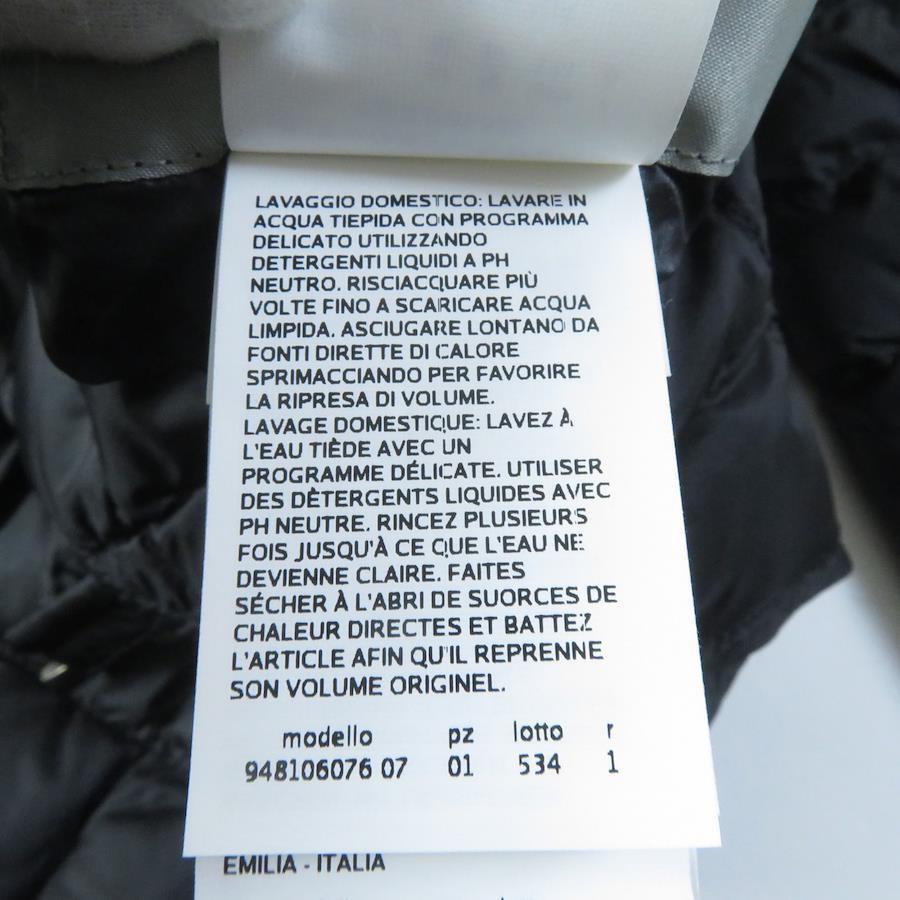 LAVAGGIO DOMESTICO: LAVARE IN
ACQUA TIEPIDA CON PROGRAMMA
DELICATO UTILIZZANDO
DETERGENTI LIQUIDI A PH
NEUTRO. RISCIACQUARE PIÙ
VOLTE FINO A SCARICARE ACQUA
LIMPIDA. ASCIUGARE LONTANO DA
FONTI DIRETTE DI CALORE
SPRIMACCIANDO PER FAVORIRE
LA RIPRESA DI VOLUME.
LAVAGE DOMESTIQUE: LAVEZ À
L'EAU TIÈDE AVEC UN
PROGRAMME DÉLICATE. UTILISER
DES DÈTERGENTS LIQUIDES AVEC
PH NEUTRE. RINCEZ PLUSIEURS
FOIS JUSQU'À CE QUE L'EAU NE
DEVIENNE CLAIRE. FAITES
SÉCHER À L'ABRI DE SUORCES DE
CHALEUR DIRECTES ET BATTEZ
L'ARTICLE AFIN QU'IL REPRENNE
SON VOLUME ORIGINEL.
modello pz lotto r
948106076 07 01 534 1
EMILIA - ITALIA